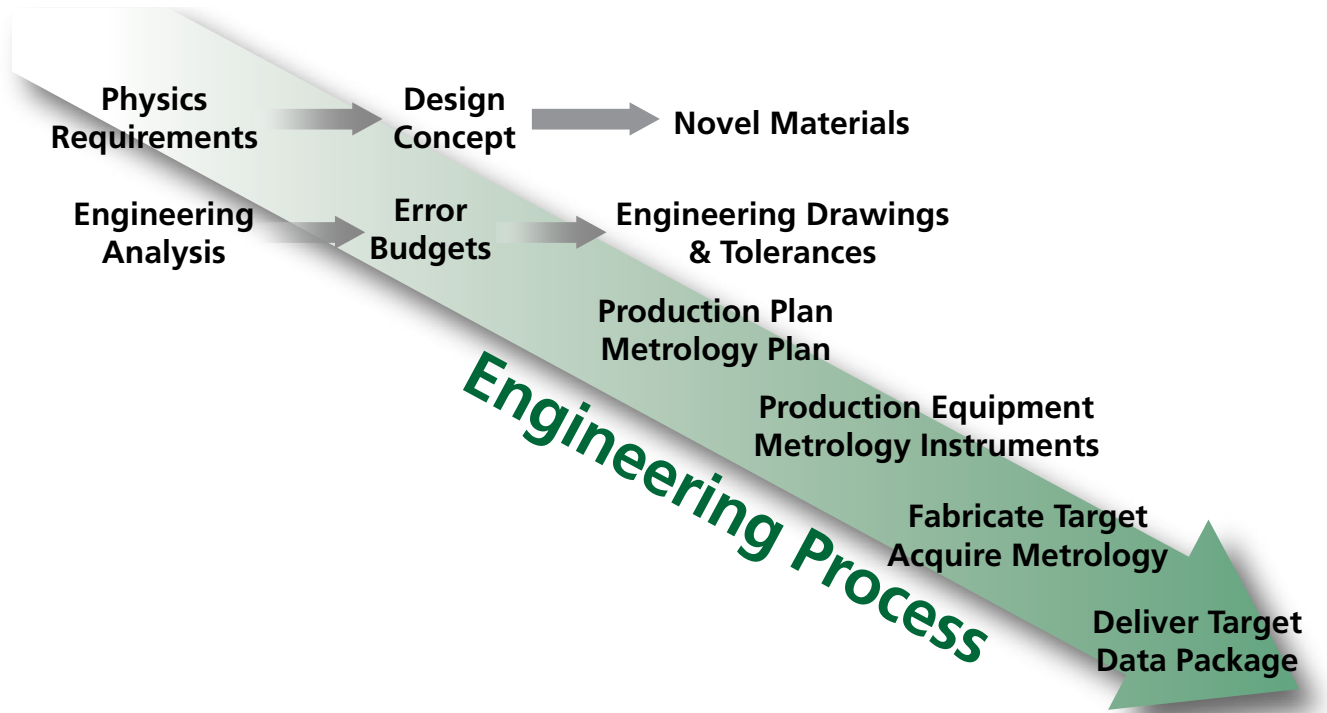 Physics
Requirements
Design
Concept
Novel Materials
Engineering
Analysis
Error
Budgets
Engineering Drawings
& Tolerances
Production Plan
Metrology Plan
Production Equipment
Metrology Instruments
Fabricate Target
Acquire Metrology
Deliver Target
Data Package
Engineering Process